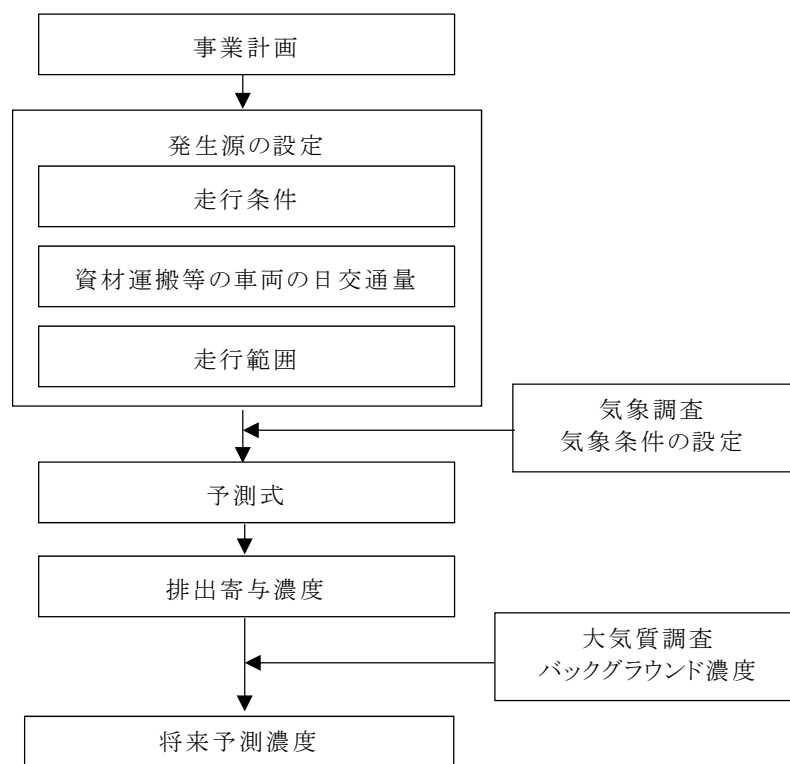 事業計画
発生源の設定
走行条件
資材運搬等の車両の日交通量
走行範囲
気象調査
気象条件の設定
予測式
排出寄与濃度
大気質調査
バックグラウンド濃度
将来予測濃度